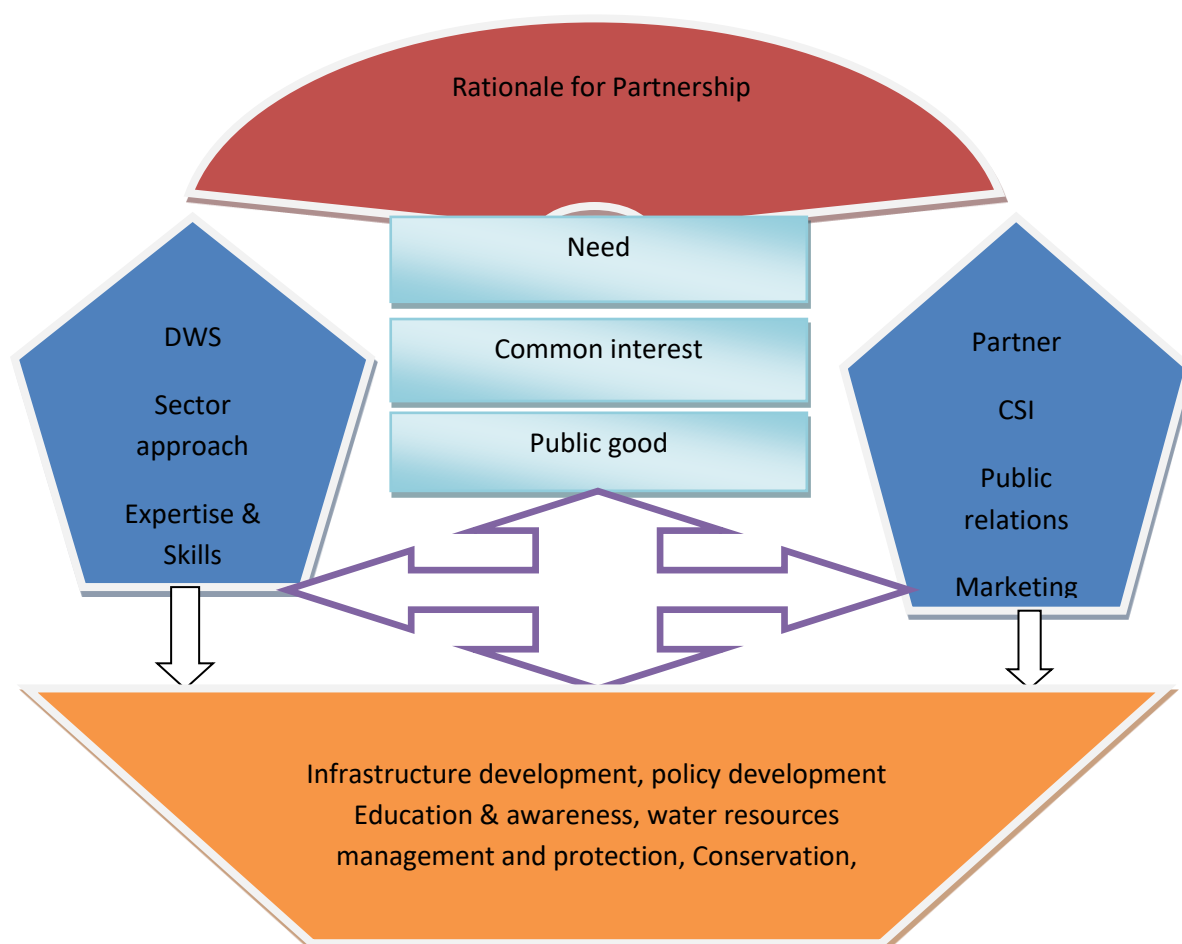 Rationale for Partnership
Need
Common interest
Public good
DWS
Sector
approach
Expertise &
Skills
Partner
CSI
Public
relations
Marketing
Infrastructure development, policy development
Education & awareness, water resources
management and protection, Conservation,